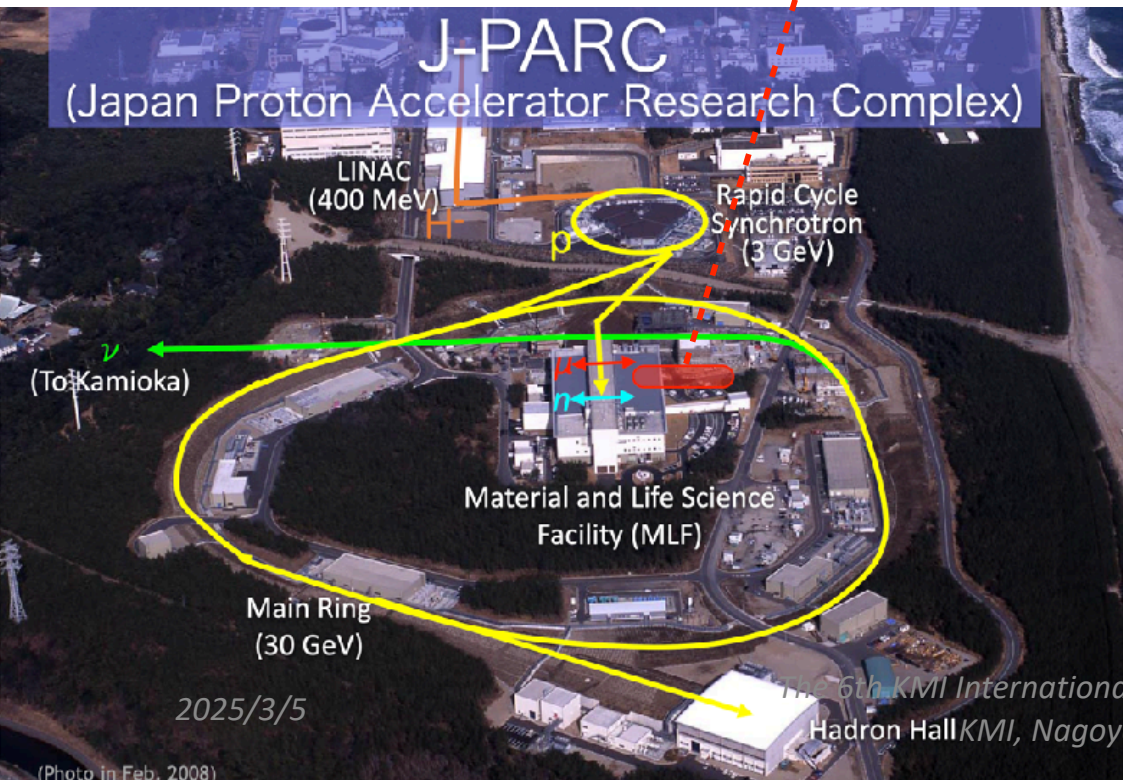 J-PARC
(Japan Proton Accelerator Research Complex)
LINAC
(400 MeV)
H-
p
Rapid Cycle
Synchrotron
(3 GeV)
ν
(To Kamioka)
μ
n
Material and Life Science
Facility (MLF)
Main Ring
(30 GeV)
2025/3/5
The 6th KMI Internationa
Hadron Hall
KMI, Nagoy
(Photo in Feb. 2008)